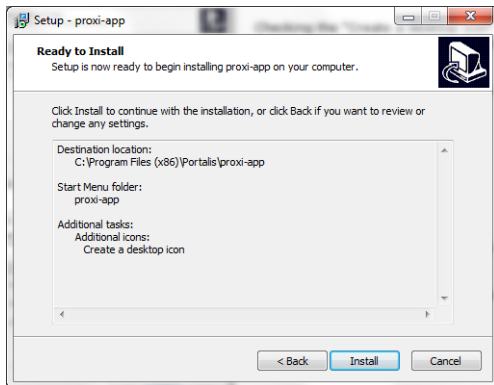 Setup - proxi-app
Ready to Install
Setup is now ready to begin installing proxi-app on your computer.
Click Install to continue with the installation, or click Back if you want to review or
change any settings.
Destination location:
C:\Program Files (x86)\Portalis\proxi-app
Start Menu folder:
proxi-app
Additional tasks:
Additional icons:
Create a desktop icon
< Back
Install
Cancel